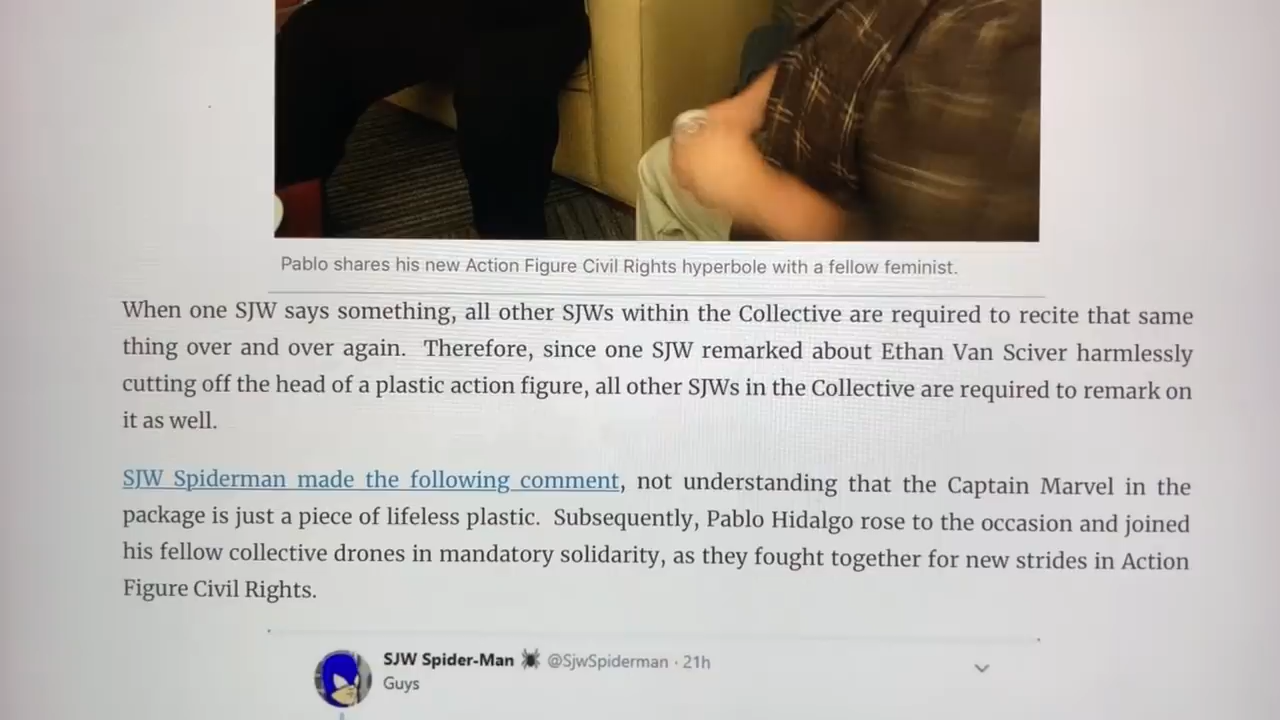 Pablo shares his new Action Figure Civil Rights hyperbole with a fellow feminist.
When one SJW says something, all other SJWs within the Collective are required to recite that same
thing over and over again. Therefore, since one SJW remarked about Ethan Van Sciver harmlessly
cutting off the head of a plastic action figure, all other SJWs in the Collective are required to remark on
it as well.
SJW Spiderman made the following comment, not understanding that the Captain Marvel in the
package is just a piece of lifeless plastic. Subsequently, Pablo Hidalgo rose to the occasion and joined
his fellow collective drones in mandatory solidarity, as they fought together for new strides in Action
Figure Civil Rights.
SJW Spider-Man 🕷 @SjwSpiderman · 21h
Guys